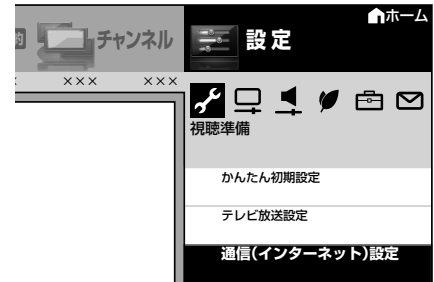 ホーム
チャンネル
設定
××× ×××
視聴準備
かんたん初期設定
テレビ放送設定
通信(インターネット)設定